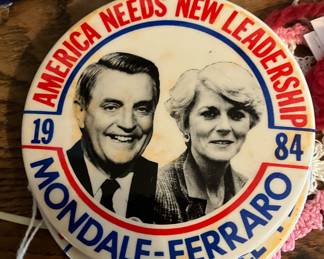 AMERICA NEEDS NEW LEADERSHIP
19 84
MONDALE-FERRARO